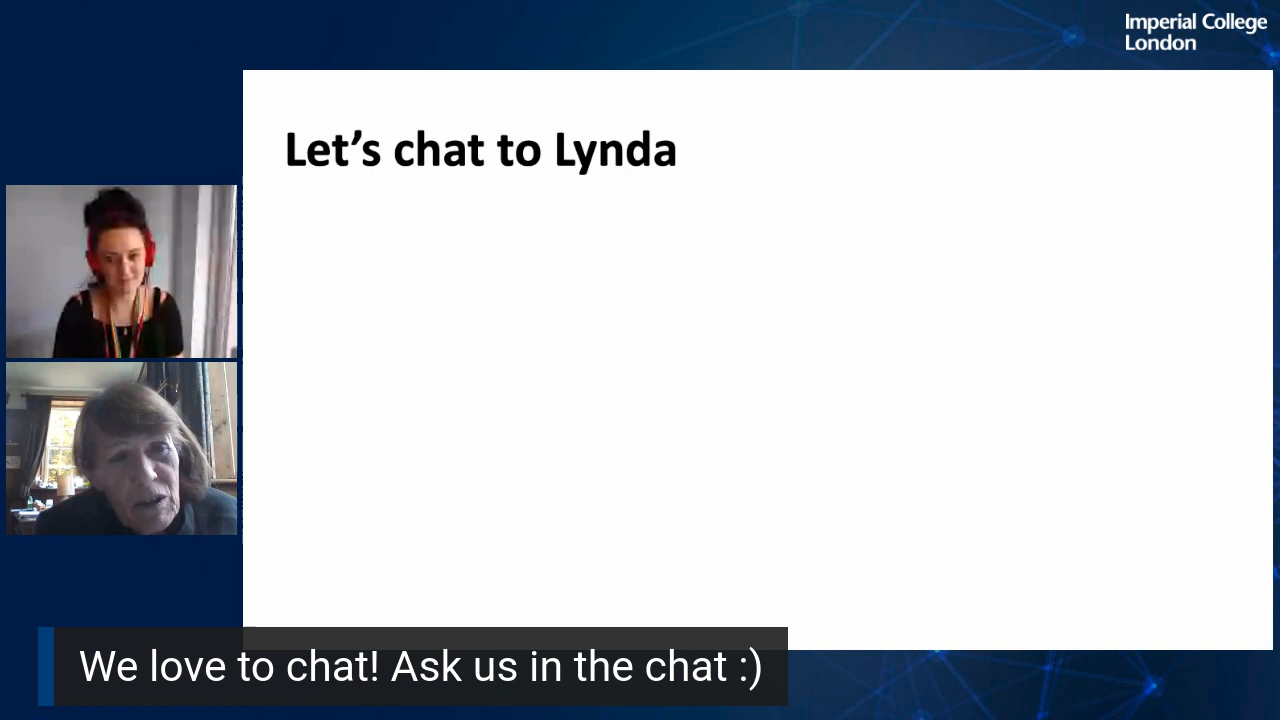 Imperial College
London
Let’s chat to Lynda
We love to chat! Ask us in the chat :)